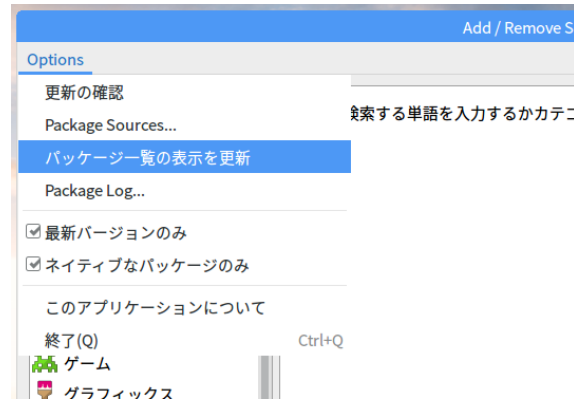 Add / Remove S
Options
更新の確認
Package Sources...
検索する単語を入力するかカテゴ
パッケージ一覧の表示を更新
Package Log...
最新バージョンのみ
ネイティブなパッケージのみ
このアプリケーションについて
終了(Q) Ctrl+Q
ゲーム
グラフィックス